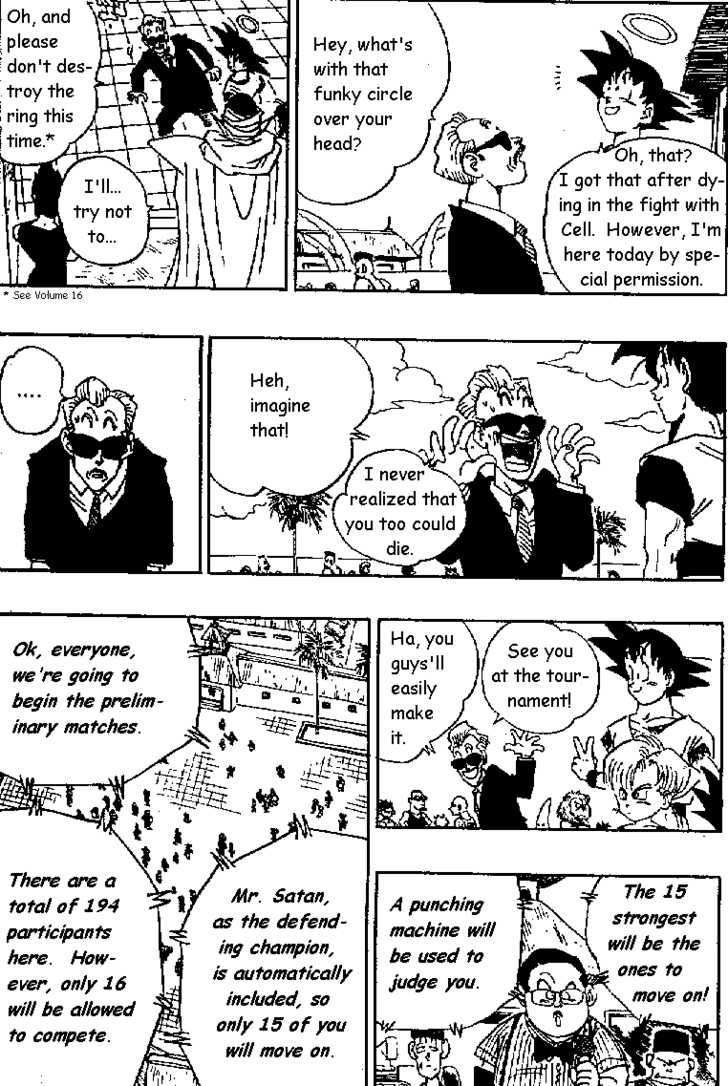 Oh, and
please
don't des-
troy the
ring this
time.*
I'll...
try not
to...
* See Volume 16
Hey, what's
with that
funky circle
over your
head?
Oh, that?
I got that after dy-
ing in the fight with
Cell. However, I'm
here today by spe-
cial permission.
....
Heh,
imagine
that!
I never
realized that
you too could
die.
Ok, everyone,
we're going to
begin the prelim-
inary matches.
There are a
total of 194
participants
here. How-
ever, only 16
will be allowed
to compete.
Mr. Satan,
as the defend-
ing champion,
is automatically
included, so
only 15 of you
will move on.
Ha, you
guys'll
easily
make
it.
See you
at the tour-
nament!
A punching
machine will
be used to
judge you.
The 15
strongest
will be the
ones to
move on!